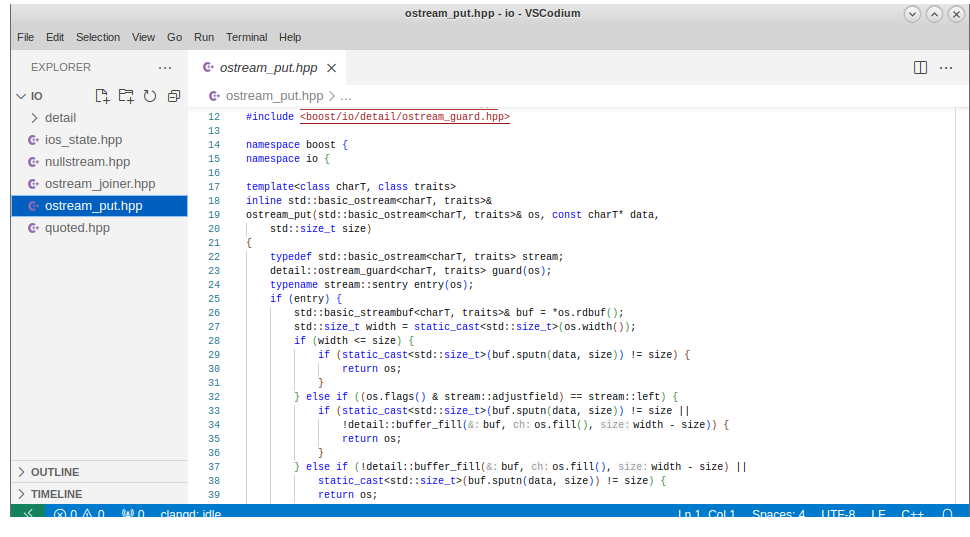 ostream_put.hpp - io - VSCodium
File Edit Selection View Go Run Terminal Help
EXPLORER ...
IO
detail
ios_state.hpp
nullstream.hpp
ostream_joiner.hpp
ostream_put.hpp
quoted.hpp
OUTLINE
TIMELINE
ostream_put.hpp
ostream_put.hpp > ...
12 #include <boost/io/detail/ostream_guard.hpp>
13
14 namespace boost {
15 namespace io {
16
17 template<class charT, class traits>
18 inline std::basic_ostream<charT, traits>&
19 ostream_put(std::basic_ostream<charT, traits>& os, const charT* data,
20     std::size_t size)
21 {
22     typedef std::basic_ostream<charT, traits> stream;
23     detail::ostream_guard<charT, traits> guard(os);
24     typename stream::sentry entry(os);
25     if (entry) {
26         std::basic_streambuf<charT, traits>& buf = *os.rdbuf();
27         std::size_t width = static_cast<std::size_t>(os.width());
28         if (width <= size) {
29             if (static_cast<std::size_t>(buf.sputn(data, size)) != size) {
30                 return os;
31             }
32         } else if ((os.flags() & stream::adjustfield) == stream::left) {
33             if (static_cast<std::size_t>(buf.sputn(data, size)) != size ||
34                 !detail::buffer_fill(&: buf, ch: os.fill(), size: width - size)) {
35                 return os;
36             }
37         } else if (!detail::buffer_fill(&: buf, ch: os.fill(), size: width - size) ||
38             static_cast<std::size_t>(buf.sputn(data, size)) != size) {
39             return os;
0 0 0 clangd: idle Ln 1, Col 1 Spaces: 4 UTF-8 LF C++